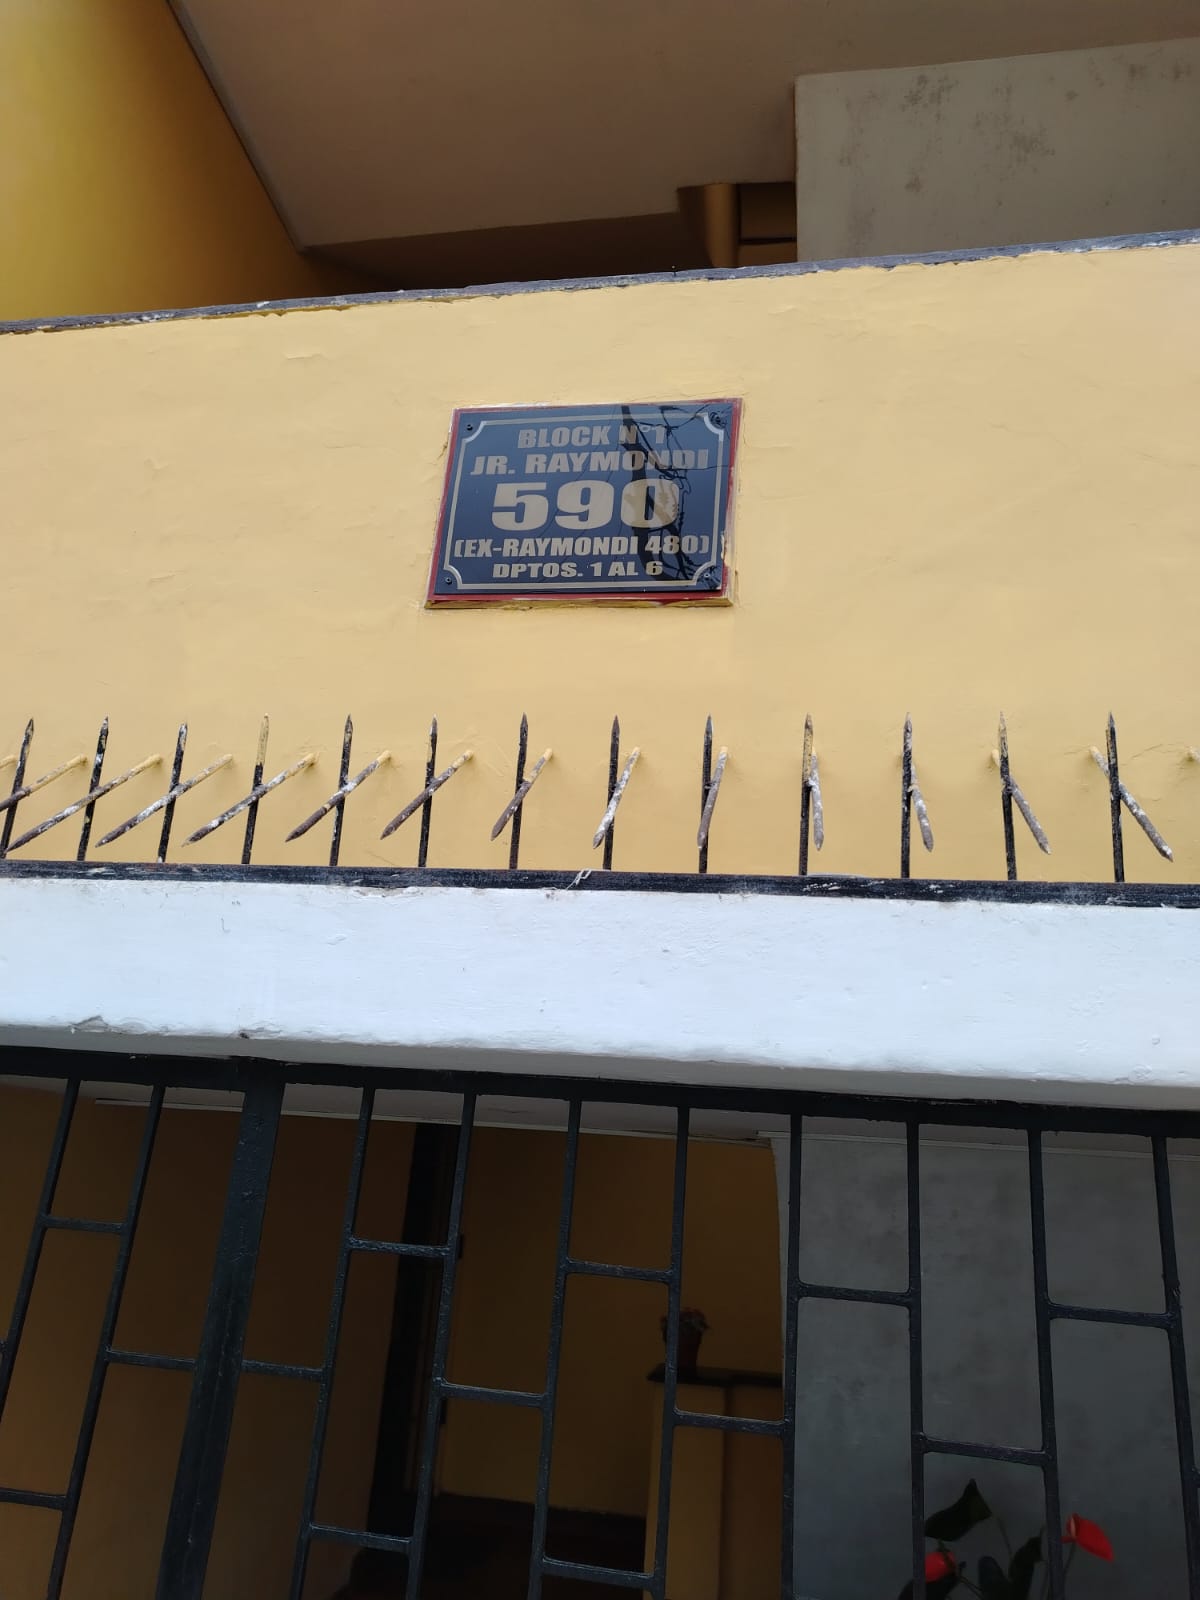 BLOCK N°1
JR. RAYMONDI
590
(EX-RAYMONDI 480)
DPTOS. 1 AL 6